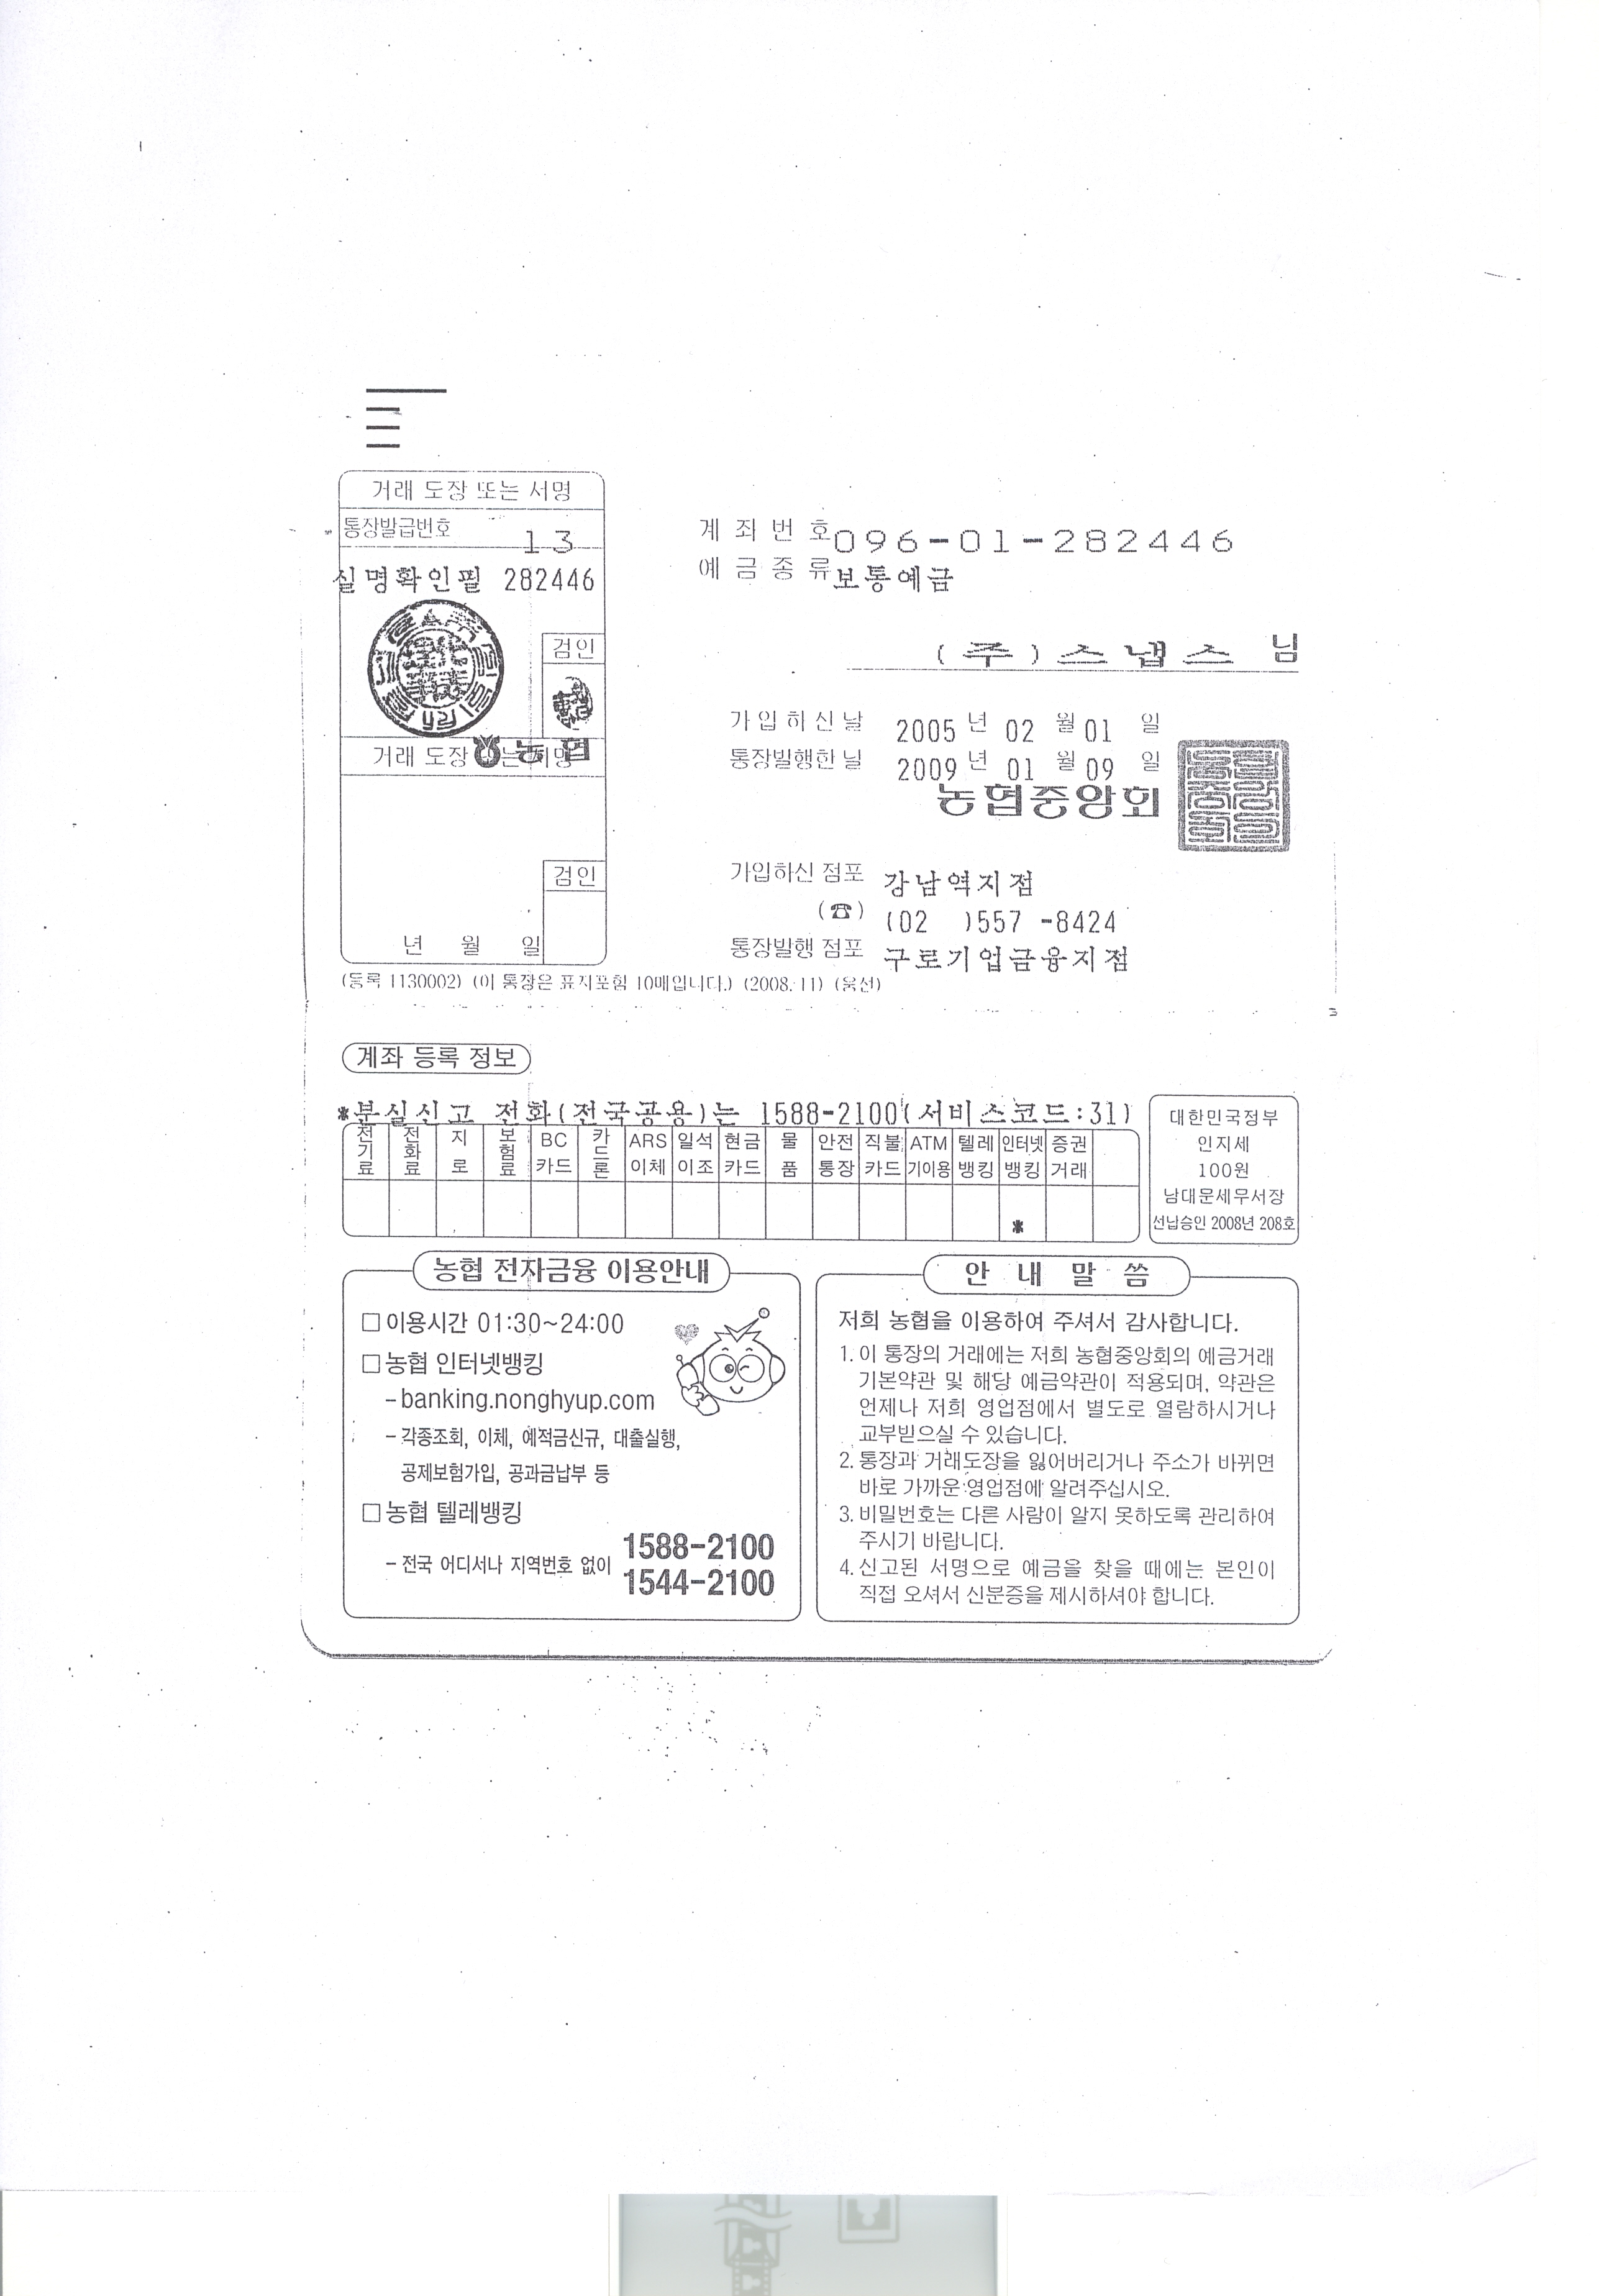 거래 도장 또는 서명
통장발급번호 13
실명확인필 282446
검인
농협
거래 도장 또는 서명
검인
년 월 일
계좌번호 096-01-282446
예금종류 보통예금
(주)스냅스 님
가입하신날 2005년 02월 01일
통장발행한날 2009년 01월 09일
농협중앙회
가입하신 점포 강남역지점
(☎) (02 )557 -8424
통장발행 점포 구로기업금융지점
(등록 1130002) (이 통장은 표지포함 10매입니다.) (2008. 11) (웅선)
계좌 등록 정보
*분실신고 전화(전국공용)는 1588-2100(서비스코드:31)
전기료 전화료 지로 보험료 BC카드 카드론 ARS이체 일석이조 현금카드 물품 안전통장 직불카드 ATM기이용 텔레뱅킹 인터넷뱅킹 증권거래
*
대한민국정부
인지세
100원
남대문세무서장
선납승인 2008년 208호
농협 전자금융 이용안내
□ 이용시간 01:30~24:00
□ 농협 인터넷뱅킹
- banking.nonghyup.com
- 각종조회, 이체, 예적금신규, 대출실행,
공제보험가입, 공과금납부 등
□ 농협 텔레뱅킹
- 전국 어디서나 지역번호 없이 1588-2100
1544-2100
안 내 말 씀
저희 농협을 이용하여 주셔서 감사합니다.
1. 이 통장의 거래에는 저희 농협중앙회의 예금거래
기본약관 및 해당 예금약관이 적용되며, 약관은
언제나 저희 영업점에서 별도로 열람하시거나
교부받으실 수 있습니다.
2. 통장과 거래도장을 잃어버리거나 주소가 바뀌면
바로 가까운 영업점에 알려주십시오.
3. 비밀번호는 다른 사람이 알지 못하도록 관리하여
주시기 바랍니다.
4. 신고된 서명으로 예금을 찾을 때에는 본인이
직접 오셔서 신분증을 제시하셔야 합니다.